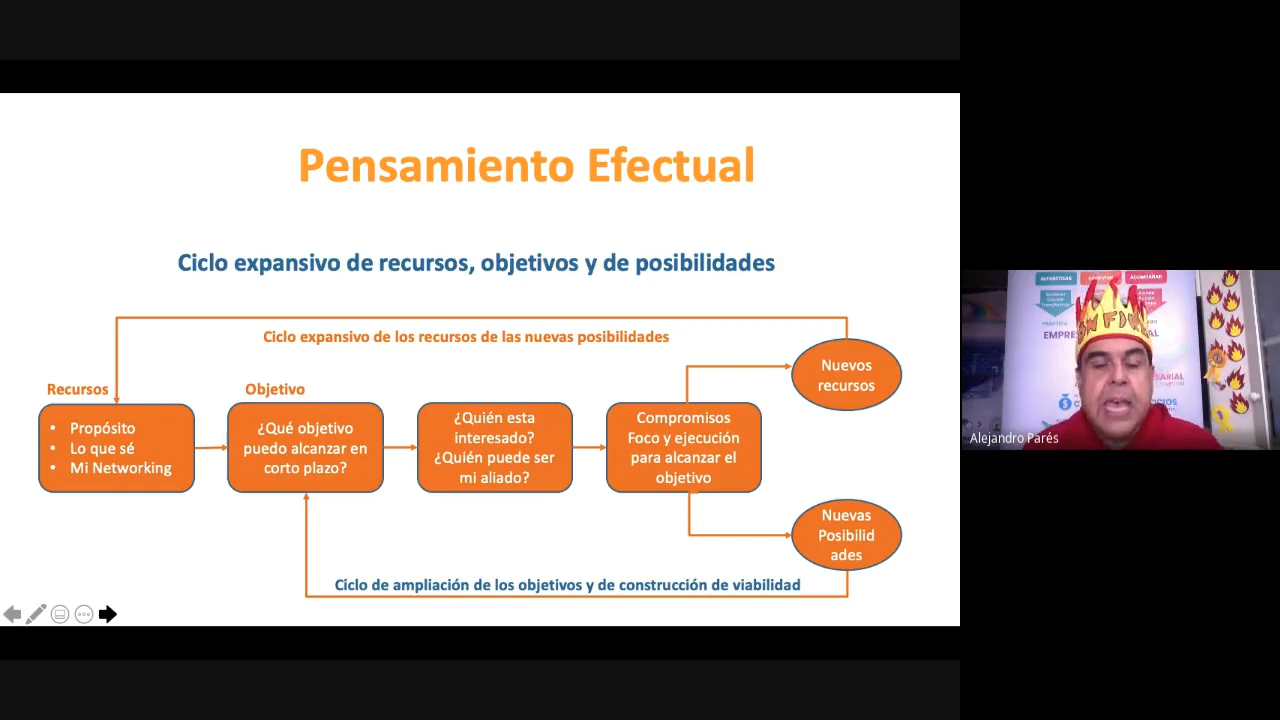 Pensamiento Efectual
Ciclo expansivo de recursos, objetivos y de posibilidades
Ciclo expansivo de los recursos de las nuevas posibilidades
Recursos
• Propósito
• Lo que sé
• Mi Networking
Objetivo
¿Qué objetivo
puedo alcanzar en
corto plazo?
¿Quién esta
interesado?
¿Quién puede ser
mi aliado?
Compromisos
Foco y ejecución
para alcanzar el
objetivo
Nuevos
recursos
Nuevas
Posibilid
ades
Ciclo de ampliación de los objetivos y de construcción de viabilidad
ALFABETIZAR
ACOMPAÑAR
Alejandro Parés